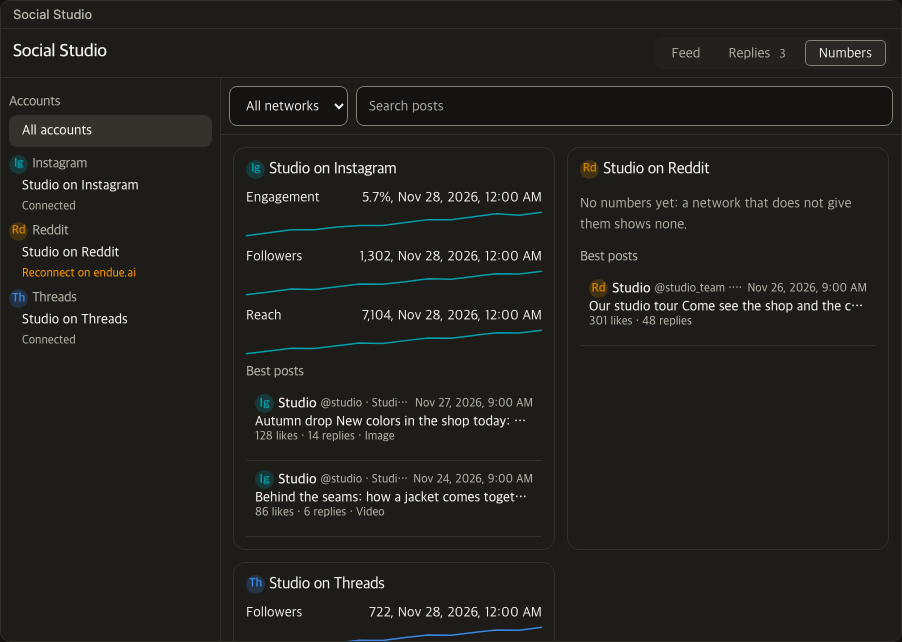 Social Studio
Social Studio
Feed
Replies 3
Numbers
Accounts
All accounts
Ig Instagram
Studio on Instagram
Connected
Rd Reddit
Studio on Reddit
Reconnect on endue.ai
Th Threads
Studio on Threads
Connected
All networks
Search posts
Ig Studio on Instagram
Engagement 5.7%, Nov 28, 2026, 12:00 AM
Followers 1,302, Nov 28, 2026, 12:00 AM
Reach 7,104, Nov 28, 2026, 12:00 AM
Best posts
Ig Studio @studio · Studi··· Nov 27, 2026, 9:00 AM
Autumn drop New colors in the shop today: ···
128 likes · 14 replies · Image
Ig Studio @studio · Studi··· Nov 24, 2026, 9:00 AM
Behind the seams: how a jacket comes toget···
86 likes · 6 replies · Video
Rd Studio on Reddit
No numbers yet: a network that does not give
them shows none.
Best posts
Rd Studio @studio_team ···· Nov 26, 2026, 9:00 AM
Our studio tour Come see the shop and the c···
301 likes · 48 replies
Th Studio on Threads
Followers 722, Nov 28, 2026, 12:00 AM